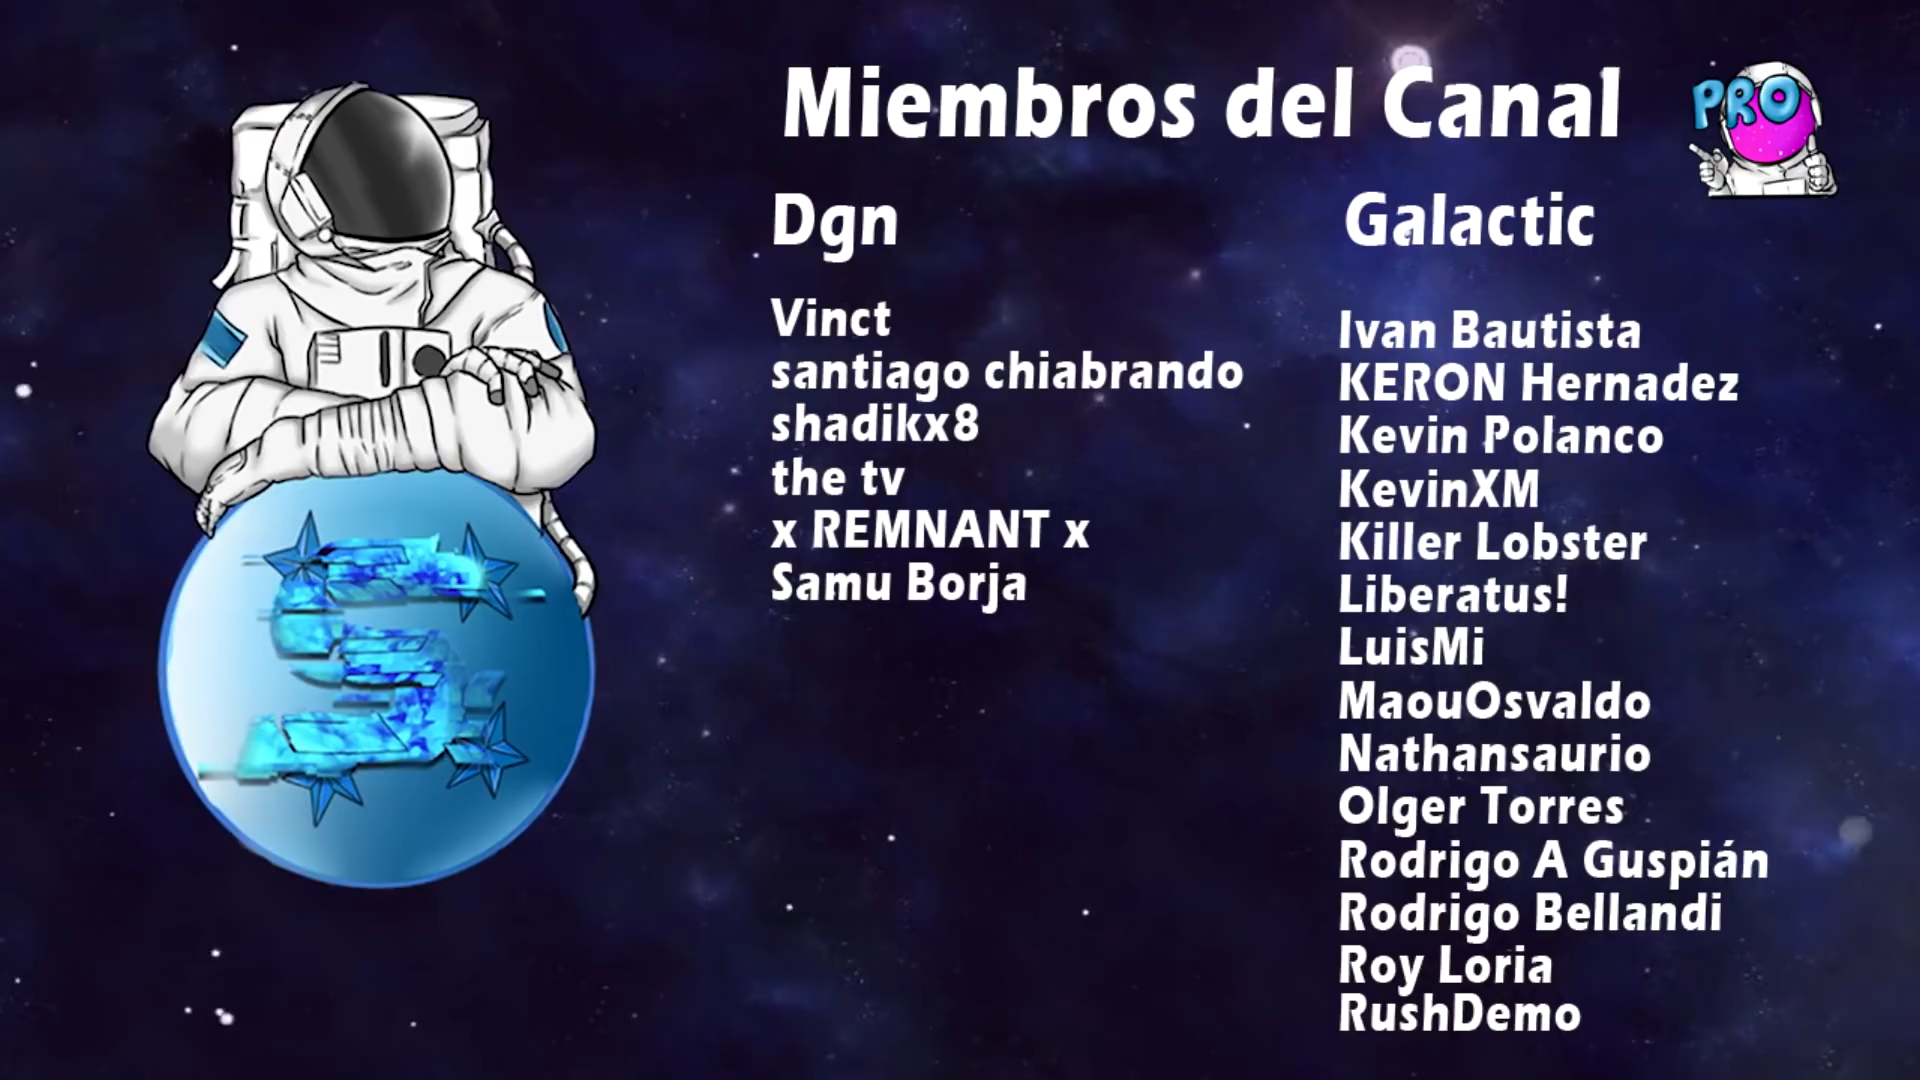 Miembros del Canal
PRO
Dgn
Vinct
santiago chiabrando
shadikx8
the tv
x REMNANT x
Samu Borja
Galactic
Ivan Bautista
KERON Hernadez
Kevin Polanco
KevinXM
Killer Lobster
Liberatus!
LuisMi
MaouOsvaldo
Nathansaurio
Olger Torres
Rodrigo A Guspián
Rodrigo Bellandi
Roy Loria
RushDemo
S